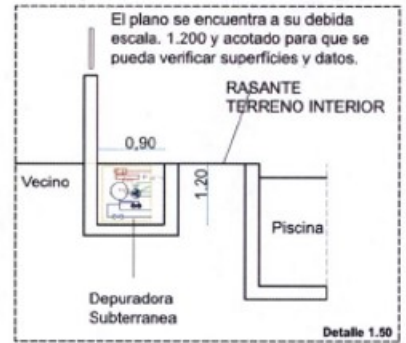 El plano se encuentra a su debida
escala. 1.200 y acotado para que se
pueda verificar superficies y datos.
RASANTE
TERRENO INTERIOR
0,90
Vecino
1.20
Piscina
Depuradora
Subterranea
Detalle 1.50